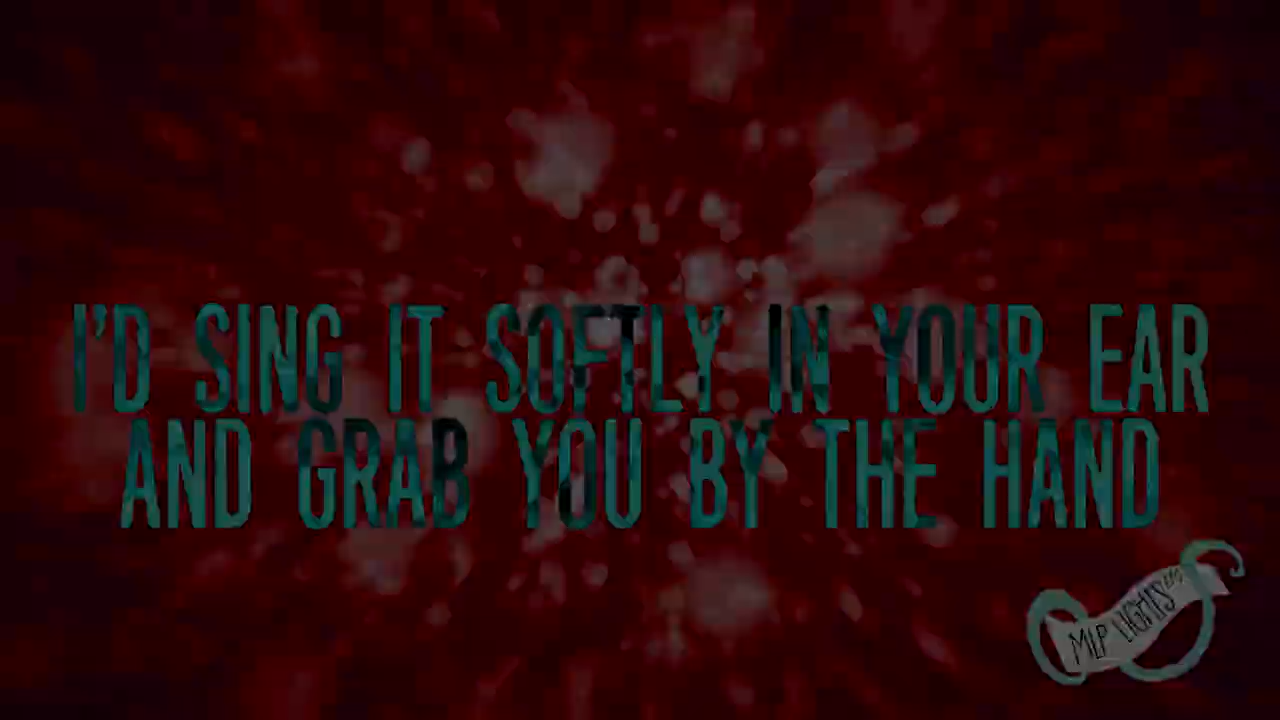 I'D SING IT SOFTLY IN YOUR EAR
AND GRAB YOU BY THE HAND
MLP LIGHTS